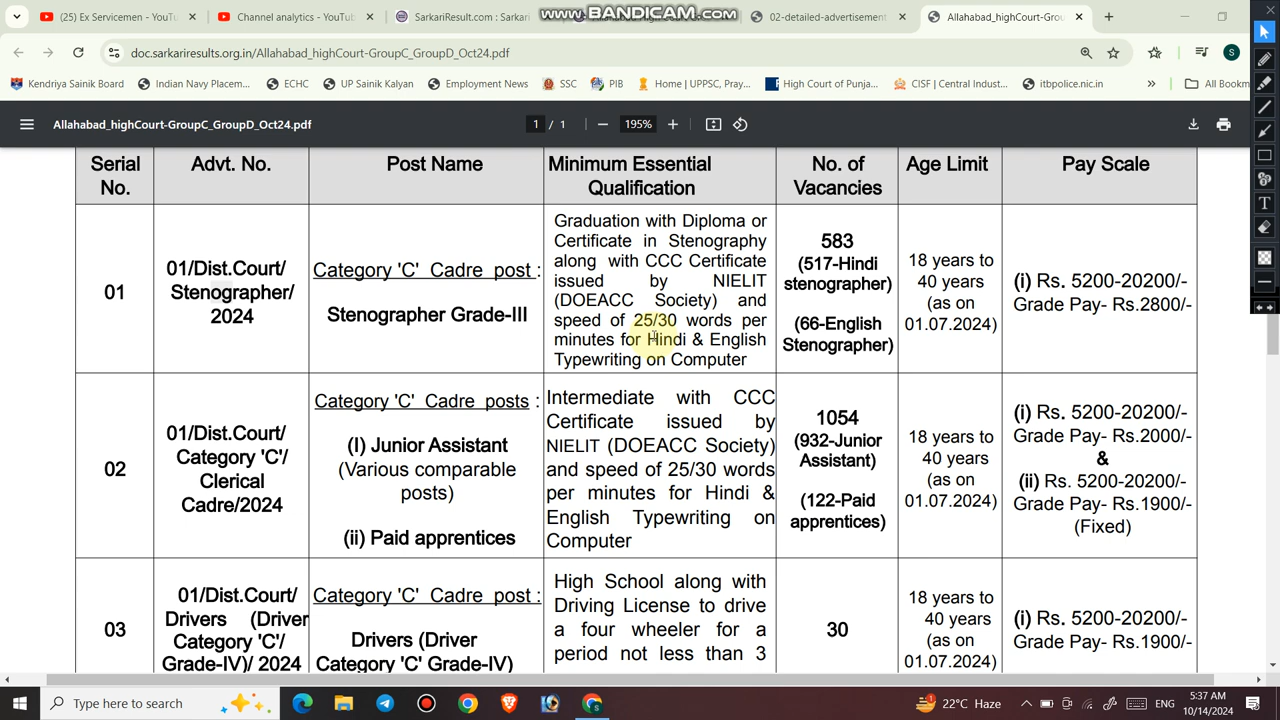 (25) Ex Servicemen - YouTu
Channel analytics - YouTub
SarkariResult.com : Sarkari
www.BANDICAM.com
02-detailed-advertisement
Allahabad_highCourt-Grou
doc.sarkariresults.org.in/Allahabad_highCourt-GroupC_GroupD_Oct24.pdf
S
Kendriya Sainik Board
Indian Navy Placem...
ECHC
UP Sainik Kalyan
Employment News
SSC
PIB
Home | UPPSC, Pray...
High Court of Punja...
CISF | Central Indust...
itbpolice.nic.in
»
All Bookm
Allahabad_highCourt-GroupC_GroupD_Oct24.pdf
1 / 1
195%
Serial No.
Advt. No.
Post Name
Minimum Essential
Qualification
No. of
Vacancies
Age Limit
Pay Scale
01
01/Dist.Court/
Stenographer/
2024
Category 'C' Cadre post :
Stenographer Grade-III
Graduation with Diploma or
Certificate in Stenography
along with CCC Certificate
issued by NIELIT
(DOEACC Society) and
speed of 25/30 words per
minutes for Hindi & English
Typewriting on Computer
583
(517-Hindi
stenographer)
(66-English
Stenographer)
18 years to
40 years
(as on
01.07.2024)
(i) Rs. 5200-20200/-
Grade Pay- Rs.2800/-
02
01/Dist.Court/
Category 'C'/
Clerical
Cadre/2024
Category 'C' Cadre posts :
(I) Junior Assistant
(Various comparable
posts)
(ii) Paid apprentices
Intermediate with CCC
Certificate issued by
NIELIT (DOEACC Society)
and speed of 25/30 words
per minutes for Hindi &
English Typewriting on
Computer
1054
(932-Junior
Assistant)
(122-Paid
apprentices)
18 years to
40 years
(as on
01.07.2024)
(i) Rs. 5200-20200/-
Grade Pay- Rs.2000/-
&
(ii) Rs. 5200-20200/-
Grade Pay- Rs.1900/-
(Fixed)
03
01/Dist.Court/
Drivers (Driver
Category 'C'/
Grade-IV)/ 2024
Category 'C' Cadre post :
Drivers (Driver
Category 'C' Grade-IV)
High School along with
Driving License to drive
a four wheeler for a
period not less than 3
30
18 years to
40 years
(as on
01.07.2024)
(i) Rs. 5200-20200/-
Grade Pay- Rs.1900/-
Type here to search
22°C Haze
ENG
5:37 AM
10/14/2024